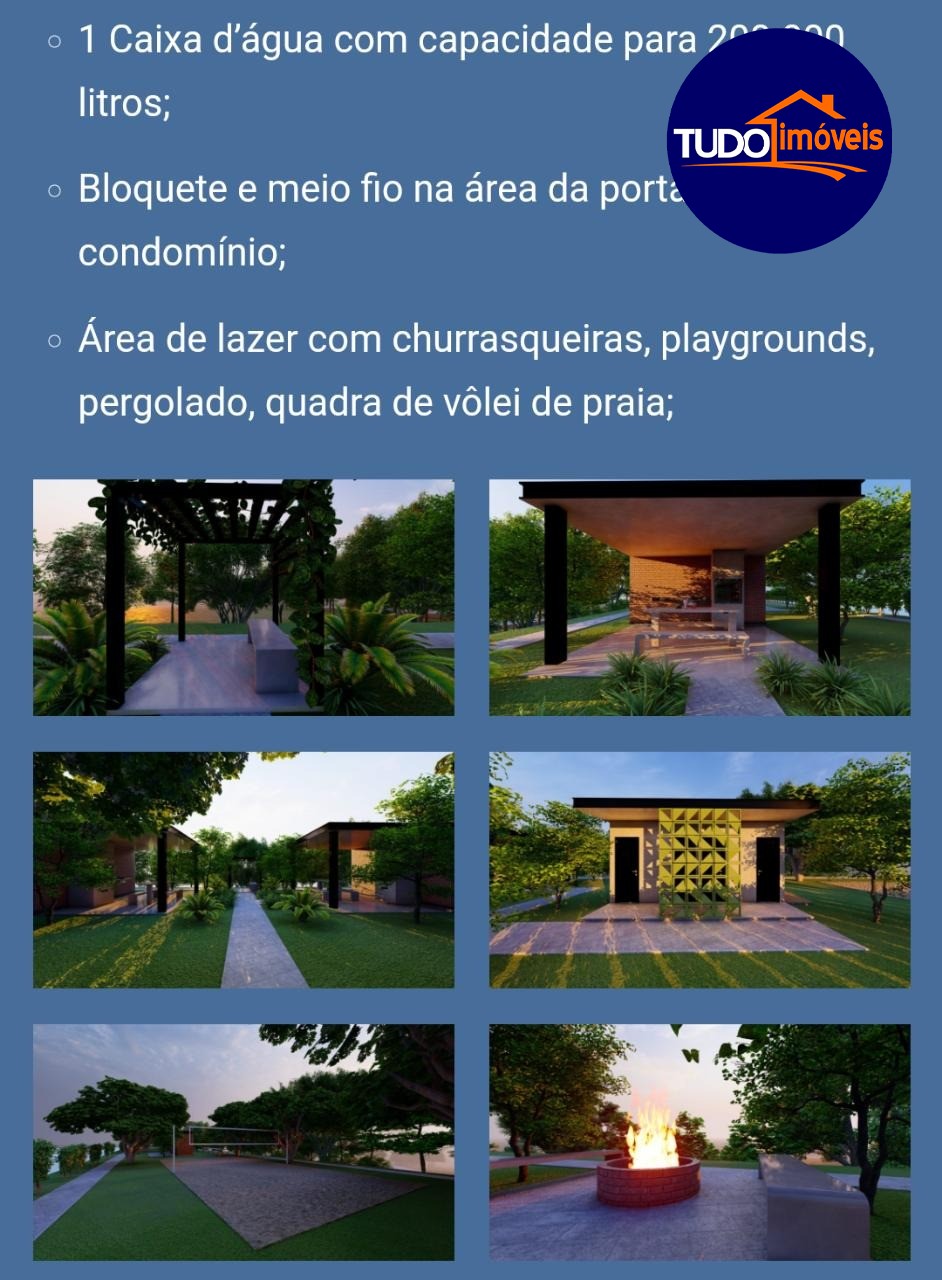 1 Caixa d’água com capacidade para
litros;
Bloquete e meio fio na área da
condomínio;
Área de lazer com churrasqueiras, playgrounds,
pergolado, quadra de vôlei de praia;
TUDO imóveis